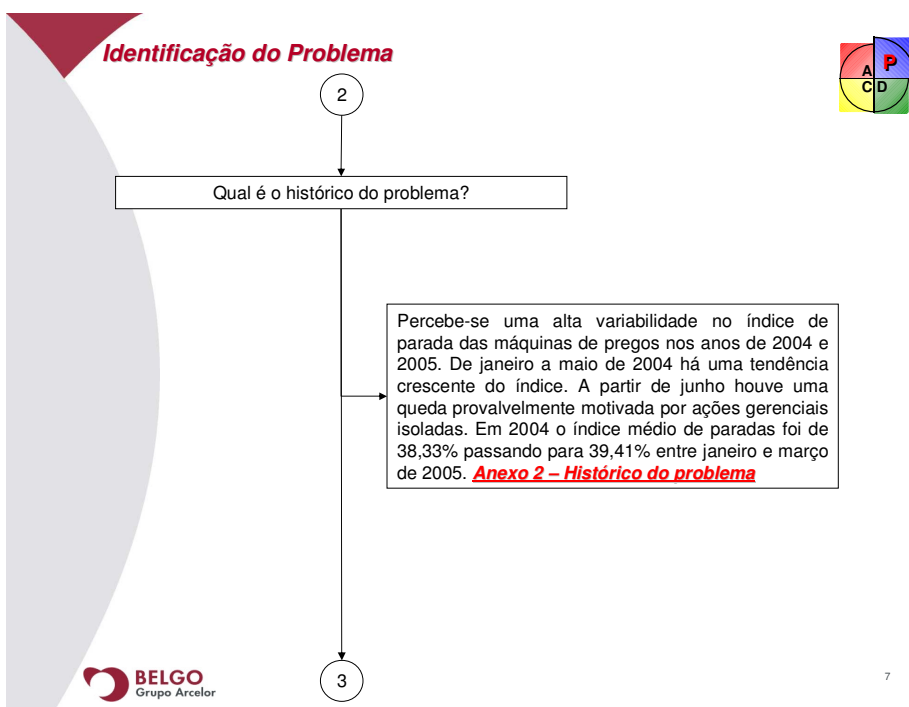 Identificação do Problema
A P
C D
2
Qual é o histórico do problema?
Percebe-se uma alta variabilidade no índice de
parada das máquinas de pregos nos anos de 2004 e
2005. De janeiro a maio de 2004 há uma tendência
crescente do índice. A partir de junho houve uma
queda provalvelmente motivada por ações gerenciais
isoladas. Em 2004 o índice médio de paradas foi de
38,33% passando para 39,41% entre janeiro e março
de 2005. Anexo 2 – Histórico do problema
BELGO
Grupo Arcelor
3
7